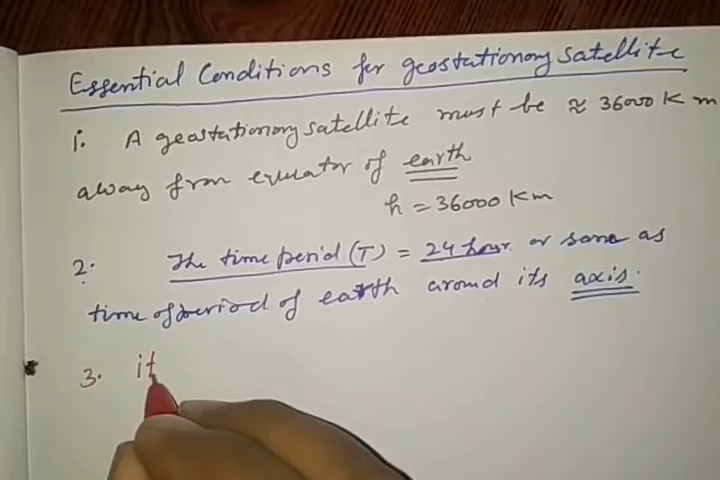 Essential Conditions for geostationary satellite
1. A geostationary satellite must be ≈ 36000 Km
away from equator of earth
h = 36000 Km
2. The time period (T) = 24 hour or same as
time of period of earth around its axis.
3. it